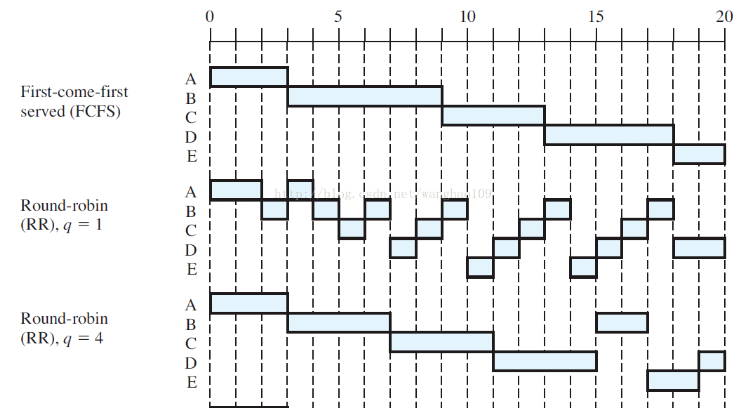 0 5 10 15 20
First-come-first
served (FCFS)
A
B
C
D
E
http://blog.csdn.net/wanghao109
Round-robin
(RR), q = 1
A
B
C
D
E
Round-robin
(RR), q = 4
A
B
C
D
E